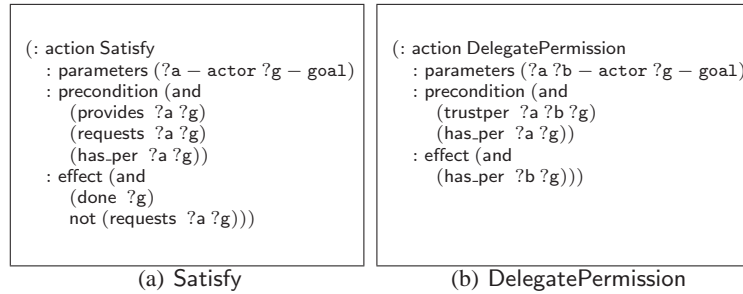 (: action Satisfy
: parameters (?a – actor ?g – goal)
: precondition (and
(provides ?a ?g)
(requests ?a ?g)
(has_per ?a ?g))
: effect (and
(done ?g)
not (requests ?a ?g)))
(a) Satisfy
(: action DelegatePermission
: parameters (?a ?b – actor ?g – goal)
: precondition (and
(trustper ?a ?b ?g)
(has_per ?a ?g))
: effect (and
(has_per ?b ?g)))
(b) DelegatePermission